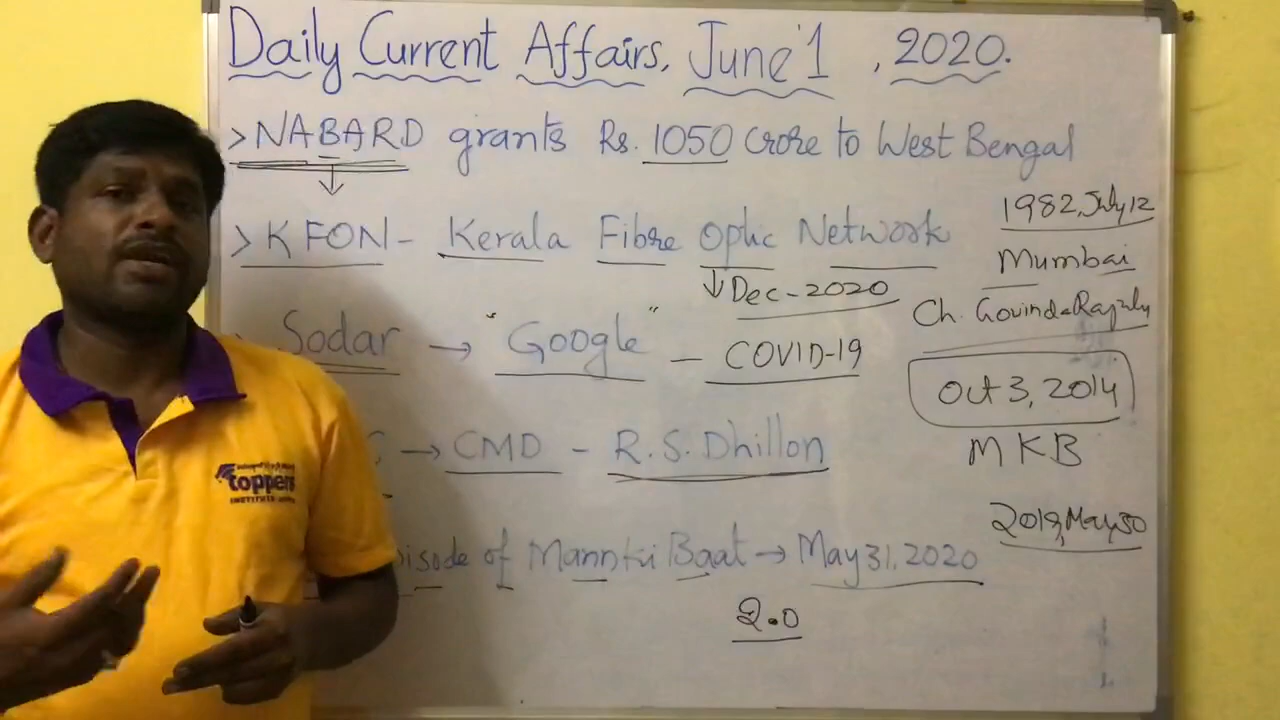 Daily Current Affairs, June 1, 2020.
> NABARD grants Rs. 1050 crore to West Bengal
1982, July 12
> KFON- Kerala Fibre Optic Network
Mumbai
↓ Dec-2020
Ch. Govinda Rajulu
Sodar → "Google" - COVID-19
Oct 3, 2014
→ CMD - R.S. Dhillon
MKB
2019, May 30
isode of Mann ki Baat → May 31, 2020
2.0
toppers
INSTITUTE